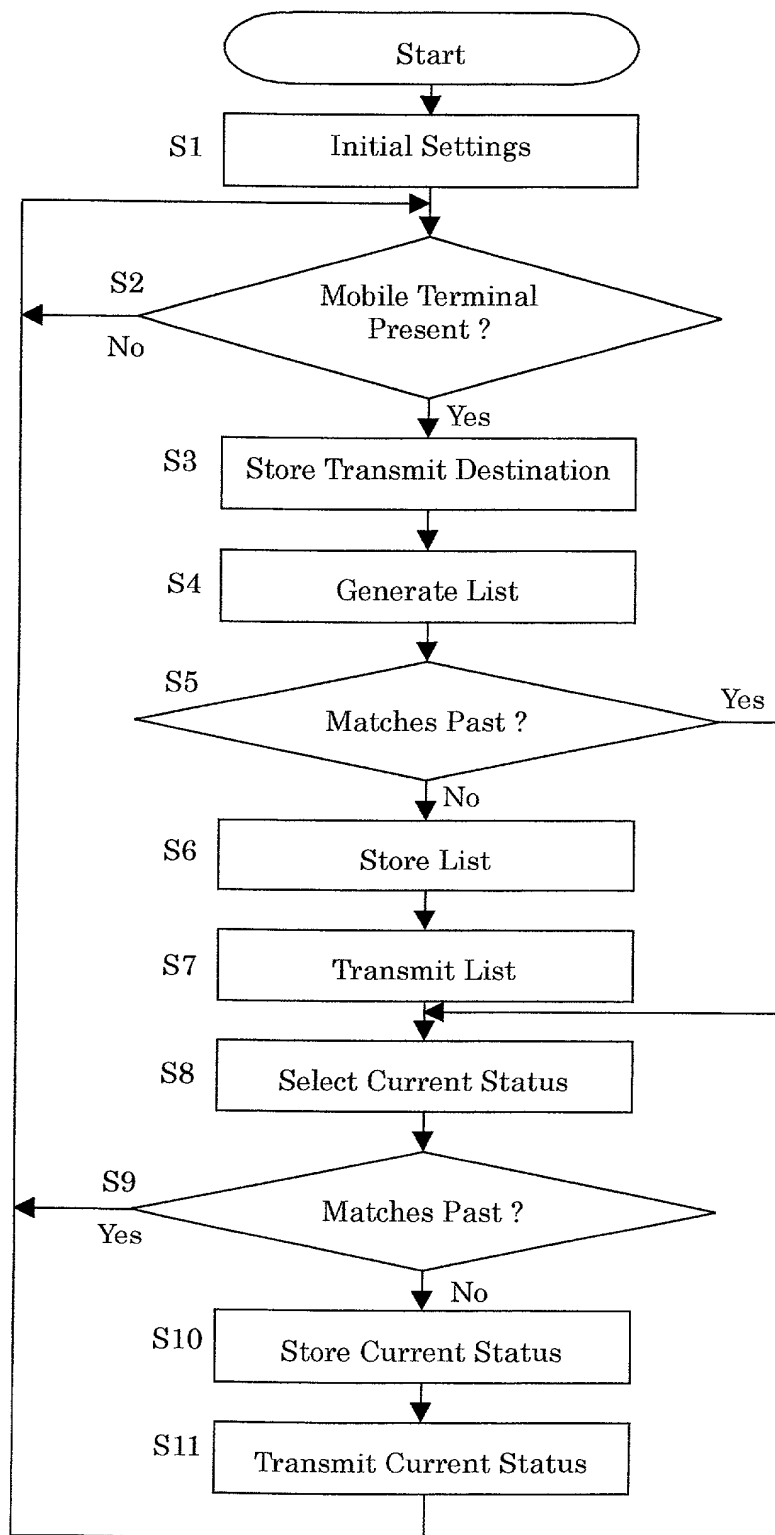 Start
S1
Initial Settings
S2
Mobile Terminal
Present ?
No
Yes
S3
Store Transmit Destination
S4
Generate List
S5
Matches Past ?
Yes
No
S6
Store List
S7
Transmit List
S8
Select Current Status
S9
Matches Past ?
Yes
No
S10
Store Current Status
S11
Transmit Current Status